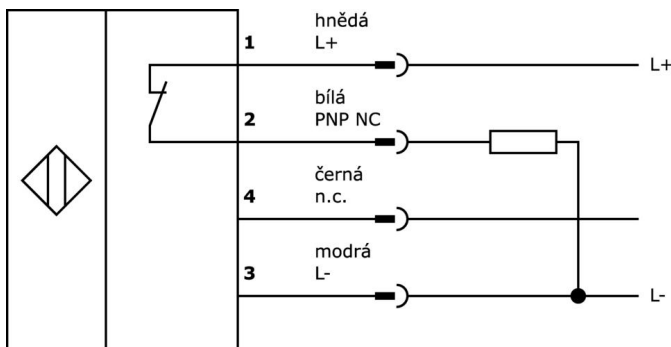 hnědá
1 L+
L+
bílá
2 PNP NC
černá
4 n.c.
modrá
3 L-
L-